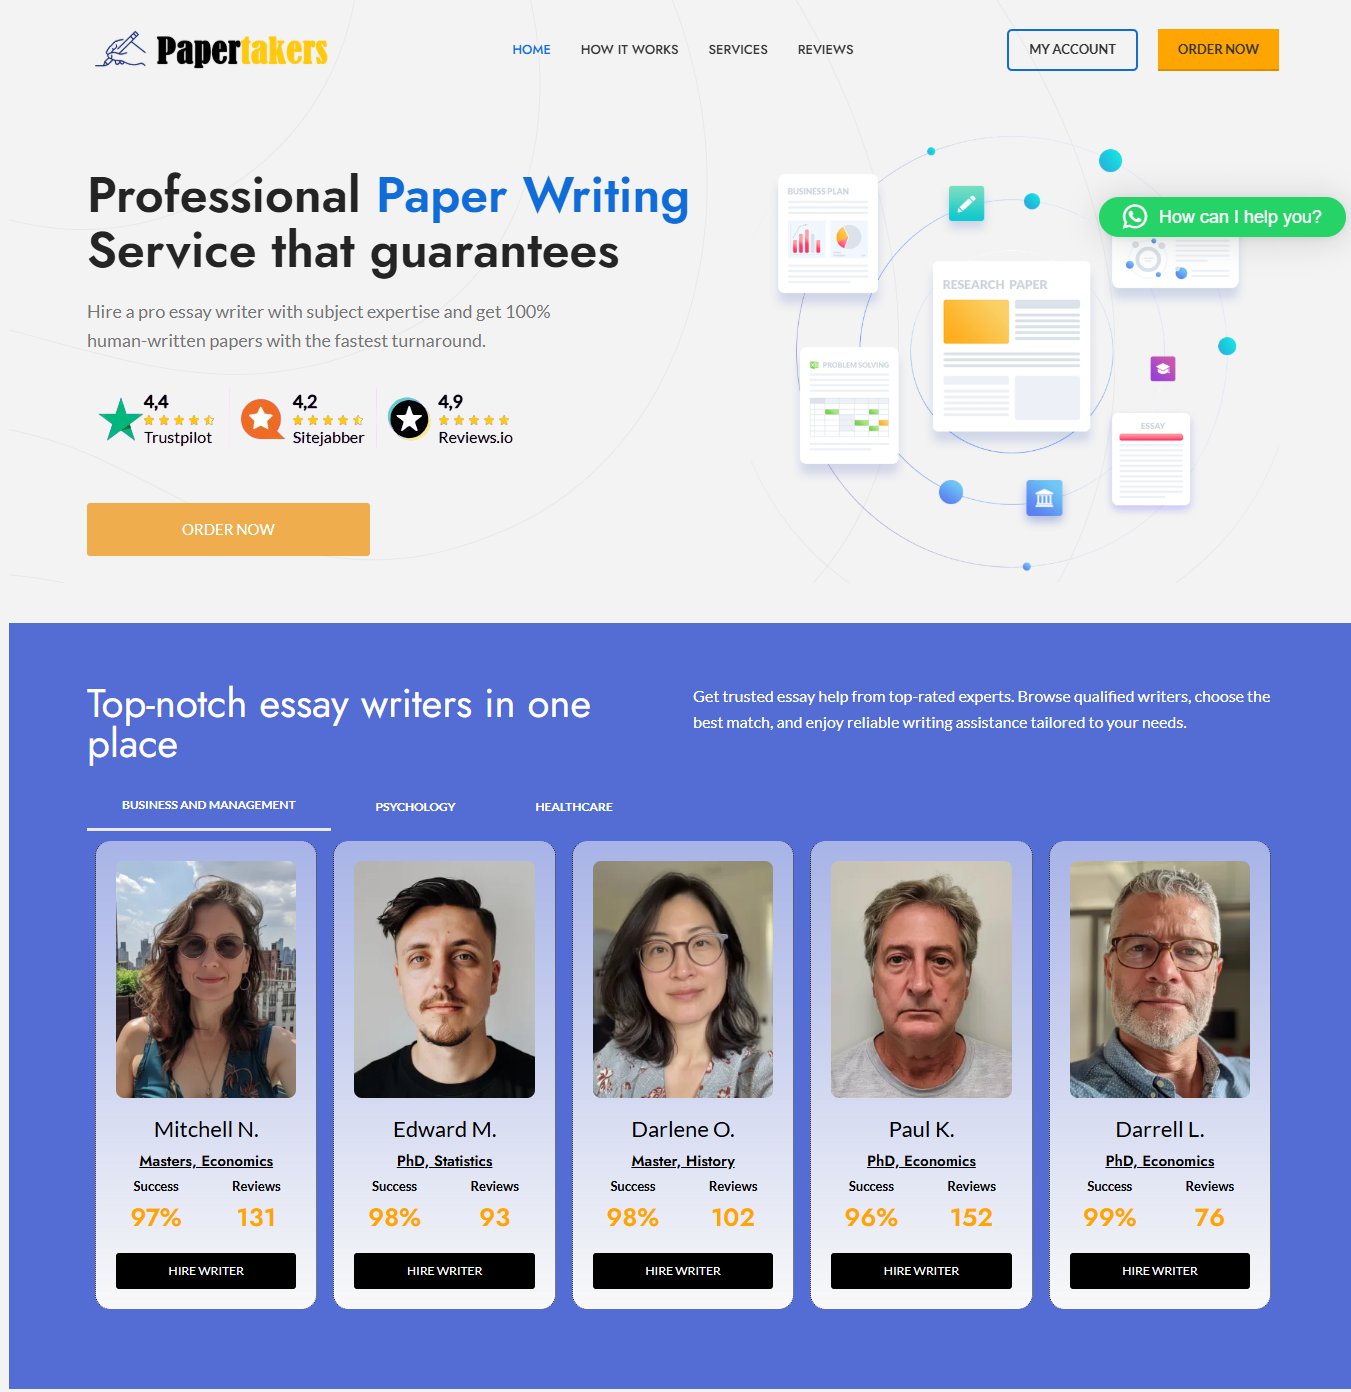 Papertakers
HOME
HOW IT WORKS
SERVICES
REVIEWS
MY ACCOUNT
ORDER NOW
Professional Paper Writing
Service that guarantees
Hire a pro essay writer with subject expertise and get 100%
human-written papers with the fastest turnaround.
4,4
Trustpilot
4,2
Sitejabber
4,9
Reviews.io
ORDER NOW
BUSINESS PLAN
How can I help you?
RESEARCH PAPER
PROBLEM SOLVING
ESSAY
Top-notch essay writers in one
place
Get trusted essay help from top-rated experts. Browse qualified writers, choose the
best match, and enjoy reliable writing assistance tailored to your needs.
BUSINESS AND MANAGEMENT
PSYCHOLOGY
HEALTHCARE
Mitchell N.
Masters, Economics
Success Reviews
97% 131
HIRE WRITER
Edward M.
PhD, Statistics
Success Reviews
98% 93
HIRE WRITER
Darlene O.
Master, History
Success Reviews
98% 102
HIRE WRITER
Paul K.
PhD, Economics
Success Reviews
96% 152
HIRE WRITER
Darrell L.
PhD, Economics
Success Reviews
99% 76
HIRE WRITER